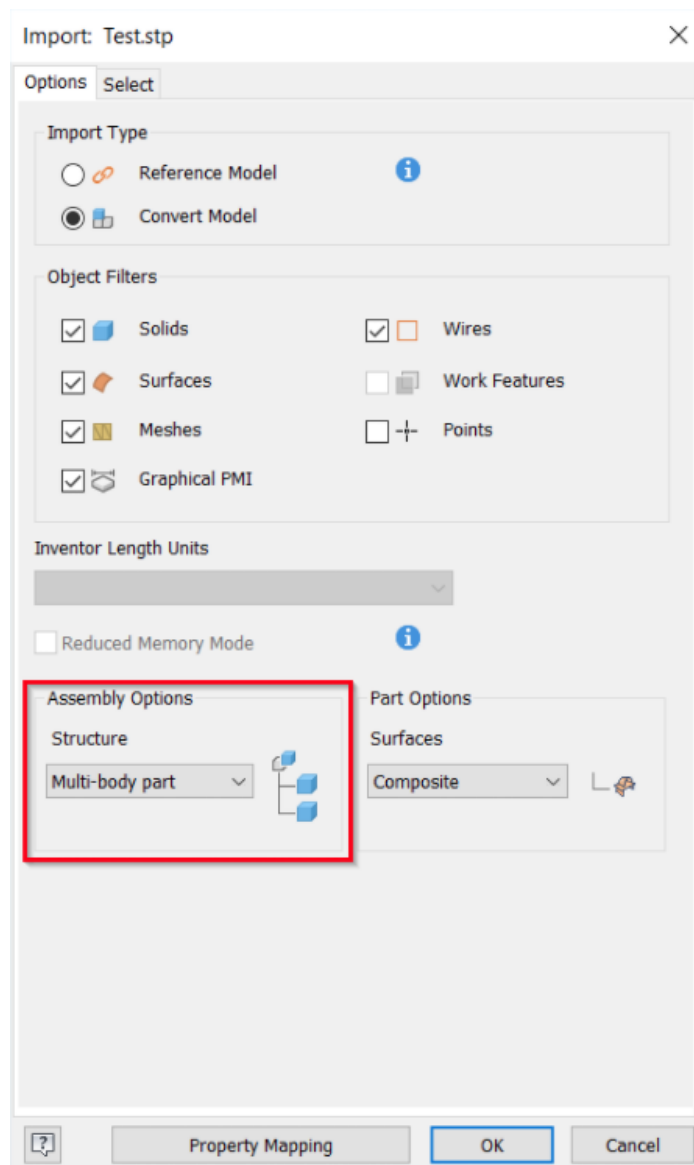 Import: Test.stp
Options Select
Import Type
Reference Model
Convert Model
Object Filters
Solids Wires
Surfaces Work Features
Meshes Points
Graphical PMI
Inventor Length Units
Reduced Memory Mode
Assembly Options Part Options
Structure Surfaces
Multi-body part Composite
Property Mapping OK Cancel